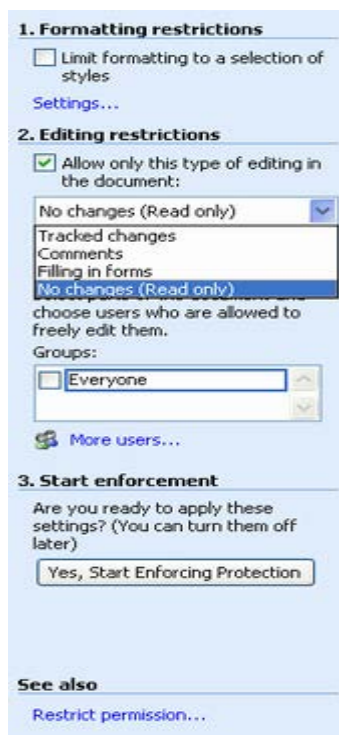 1. Formatting restrictions
Limit formatting to a selection of
styles
Settings...
2. Editing restrictions
Allow only this type of editing in
the document:
No changes (Read only)
Tracked changes
Comments
Filling in forms
No changes (Read only)
choose users who are allowed to
freely edit them.
Groups:
Everyone
More users...
3. Start enforcement
Are you ready to apply these
settings? (You can turn them off
later)
Yes, Start Enforcing Protection
See also
Restrict permission...